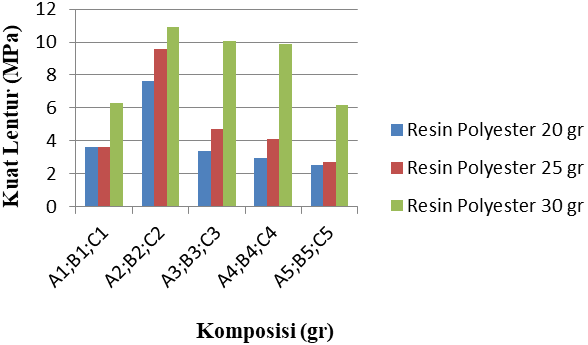 Kuat Lentur (MPa)
12
10
8
6
4
2
0
A1;B1;C1
A2;B2;C2
A3;B3;C3
A4;B4;C4
A5;B5;C5
Komposisi (gr)
Resin Polyester 20 gr
Resin Polyester 25 gr
Resin Polyester 30 gr